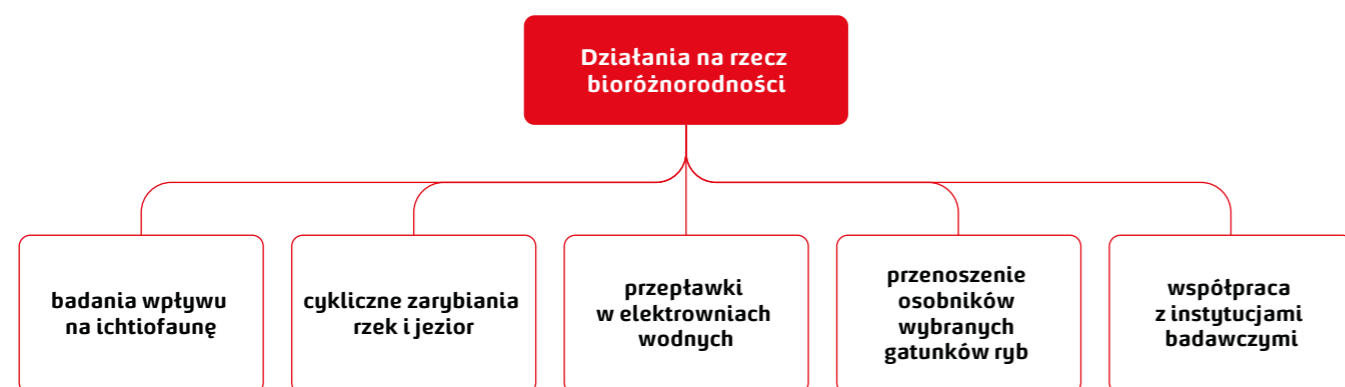 Działania na rzecz
bioróżnorodności
badania wpływu
na ichtiofaunę
cykliczne zarybiania
rzek i jezior
przepławki
w elektrowniach
wodnych
przenoszenie
osobników
wybranych
gatunków ryb
współpraca
z instytucjami
badawczymi